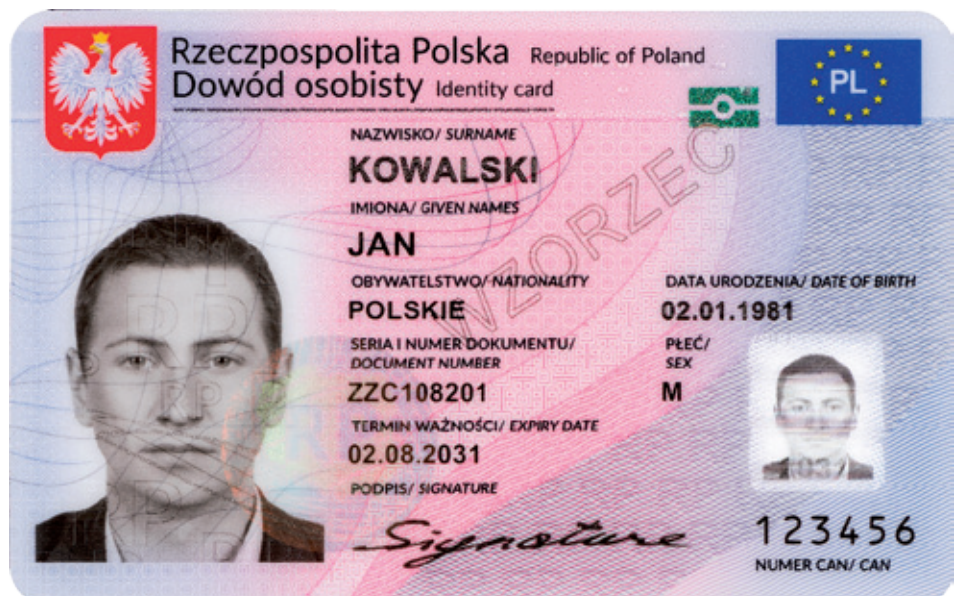 Rzeczpospolita Polska Republic of Poland
Dowód osobisty Identity card
PL
NAZWISKO/ SURNAME
KOWALSKI
IMIONA/ GIVEN NAMES
JAN
OBYWATELSTWO/ NATIONALITY
POLSKIE
DATA URODZENIA/ DATE OF BIRTH
02.01.1981
SERIA I NUMER DOKUMENTU/
DOCUMENT NUMBER
ZZC108201
PŁEĆ/
SEX
M
TERMIN WAŻNOŚCI/ EXPIRY DATE
02.08.2031
PODPIS/ SIGNATURE
Signature
123456
NUMER CAN/ CAN
WZORZEC